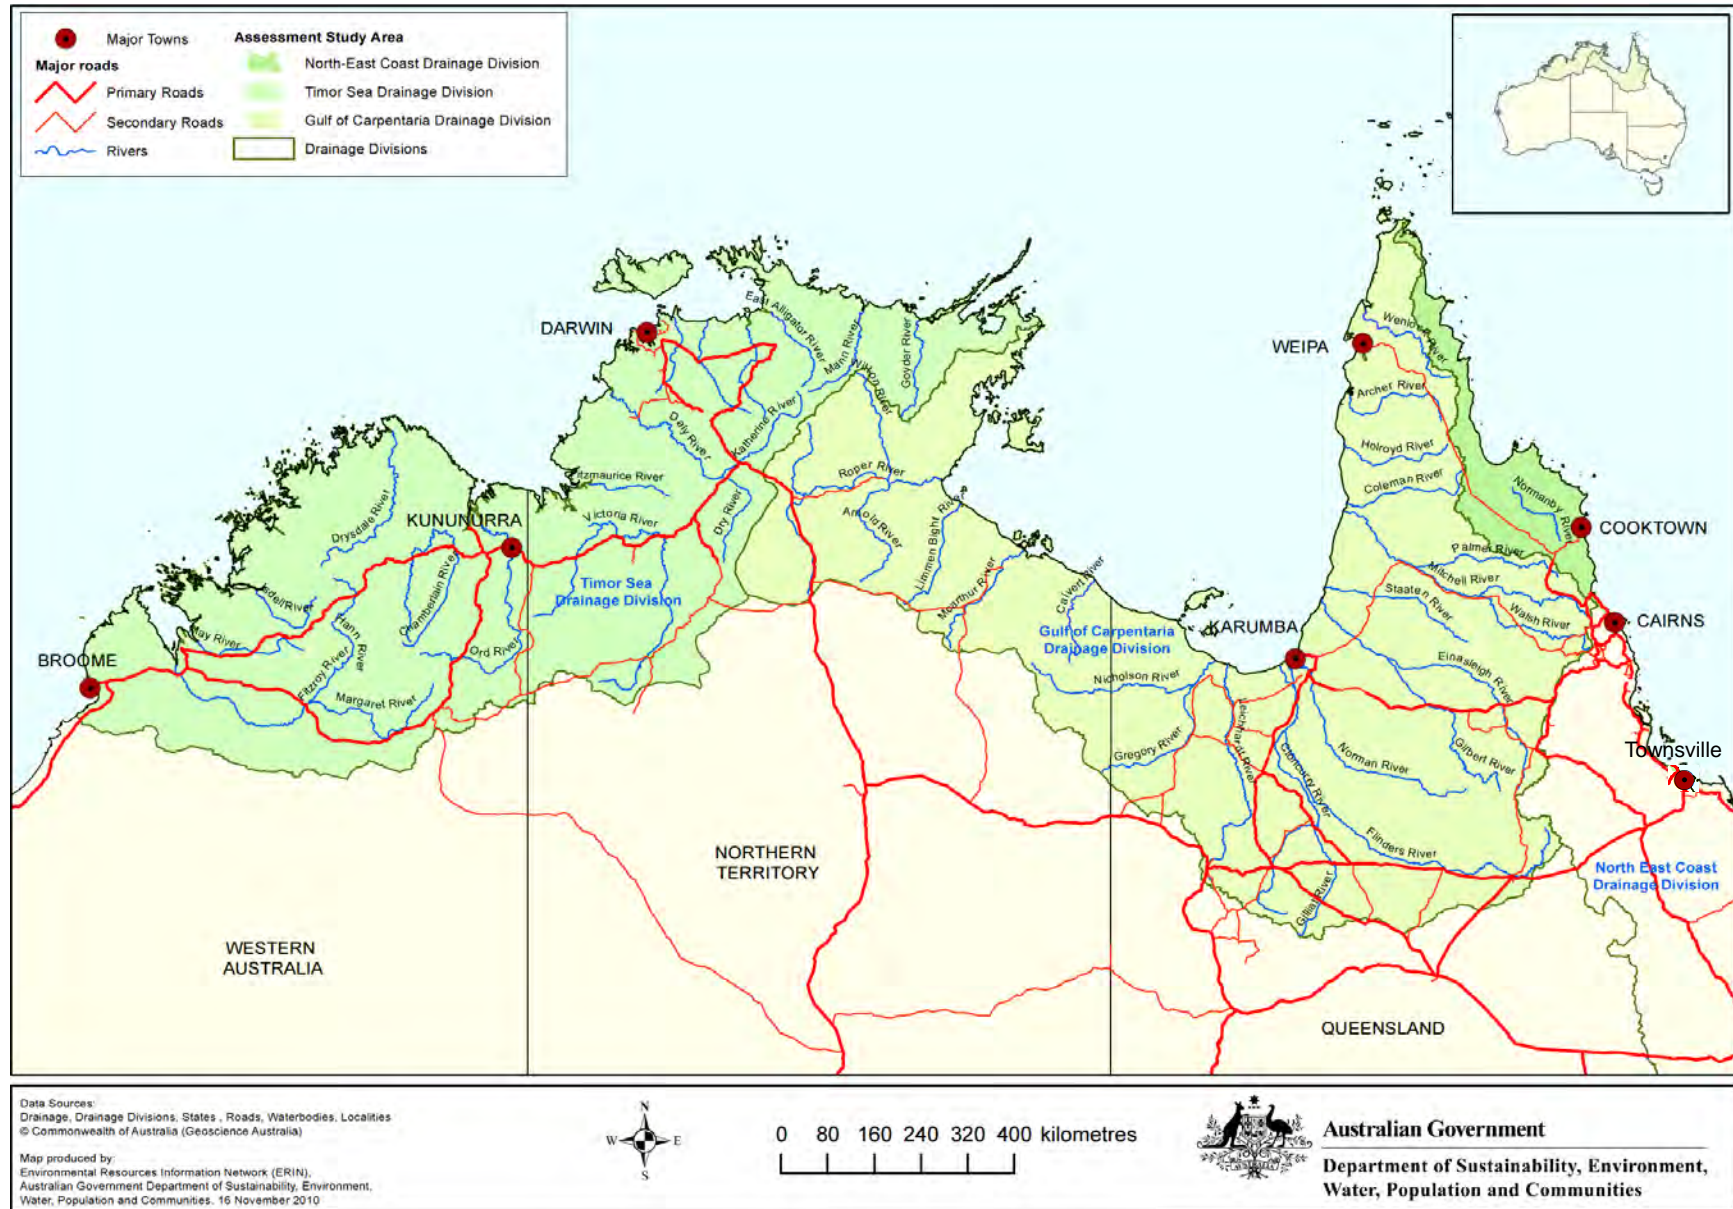 Major Towns
Major roads
Primary Roads
Secondary Roads
Rivers
Assessment Study Area
North-East Coast Drainage Division
Timor Sea Drainage Division
Gulf of Carpentaria Drainage Division
Drainage Divisions
DARWIN
East Alligator River
Mann River
Goyder River
Wilton River
WEIPA
Wenlock River
Archer River
Holroyd River
Coleman River
Normanby River
COOKTOWN
Daly River
Katherine River
Fitzmaurice River
Roper River
Drysdale River
KUNUNURRA
Victoria River
Dry River
Arnold River
Limmen Bight River
Palmer River
Mitchell River
Staaten River
Walsh River
CAIRNS
Isdell River
Chamberlain River
Timor Sea
Drainage Division
Mcarthur River
Calvert River
May River
Hann River
Ord River
Gulf of Carpentaria
Drainage Division
KARUMBA
BROOME
Fitzroy River
Margaret River
Nicholson River
Einasleigh River
Gregory River
Leichhardt River
Cloncurry River
Norman River
Gilbert River
Townsville
Flinders River
Gilliat River
North East Coast
Drainage Division
NORTHERN
TERRITORY
WESTERN
AUSTRALIA
QUEENSLAND
Data Sources:
Drainage, Drainage Divisions, States , Roads, Waterbodies, Localities
© Commonwealth of Australia (Geoscience Australia)
Map produced by:
Environmental Resources Information Network (ERIN),
Australian Government Department of Sustainability, Environment,
Water, Population and Communities. 16 November 2010
N
W E
S
0 80 160 240 320 400 kilometres
AUSTRALIA
Australian Government
Department of Sustainability, Environment,
Water, Population and Communities